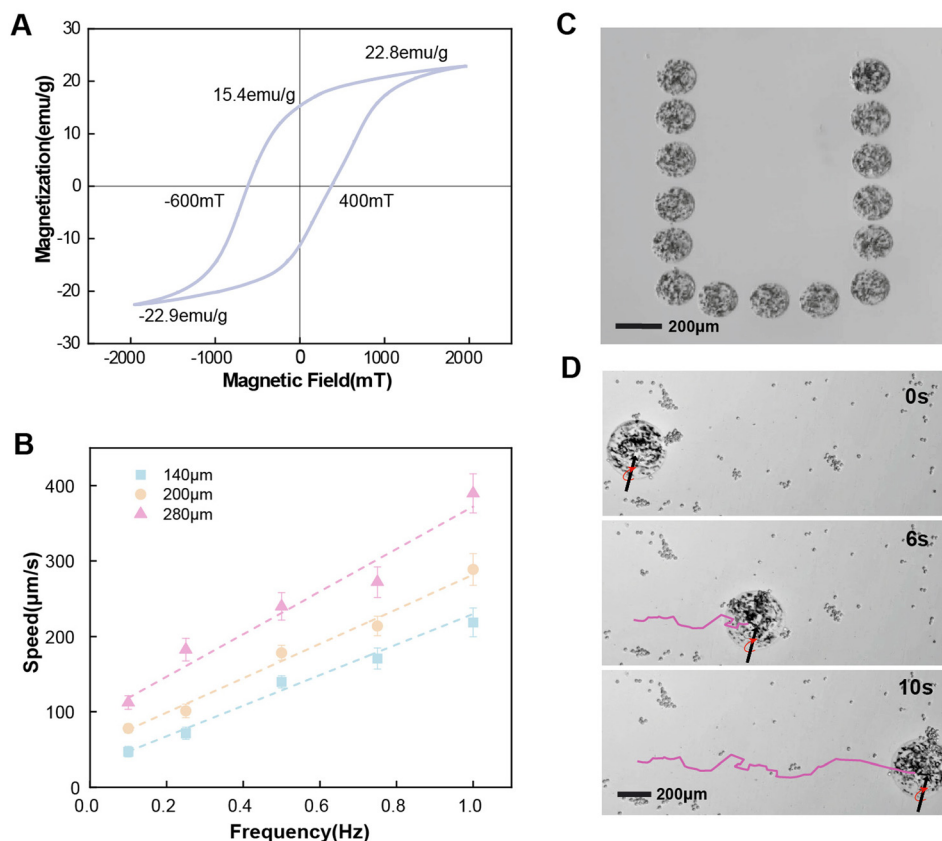 A
30
20
10
0
-10
-20
-30
Magnetization(emu/g)
22.8emu/g
15.4emu/g
-600mT
400mT
-22.9emu/g
-2000
-1000
0
1000
2000
Magnetic Field(mT)
B
140μm
200μm
280μm
400
300
200
100
0
Speed(μm/s)
0.0
0.2
0.4
0.6
0.8
1.0
Frequency(Hz)
C
200μm
D
0s
6s
10s
200μm